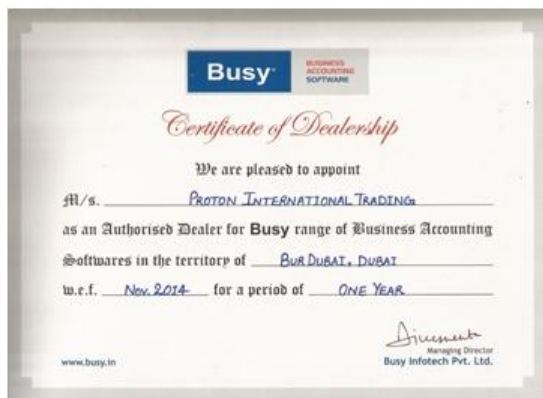 Busy
BUSINESS
ACCOUNTING
SOFTWARE
Certificate of Dealership
We are pleased to appoint
M/s. PROTON INTERNATIONAL TRADING
as an Authorised Dealer for Busy range of Business Accounting
Softwares in the territory of BUR DUBAI, DUBAI
w.e.f. Nov. 2014 for a period of ONE YEAR
Managing Director
www.busy.in Busy Infotech Pvt. Ltd.